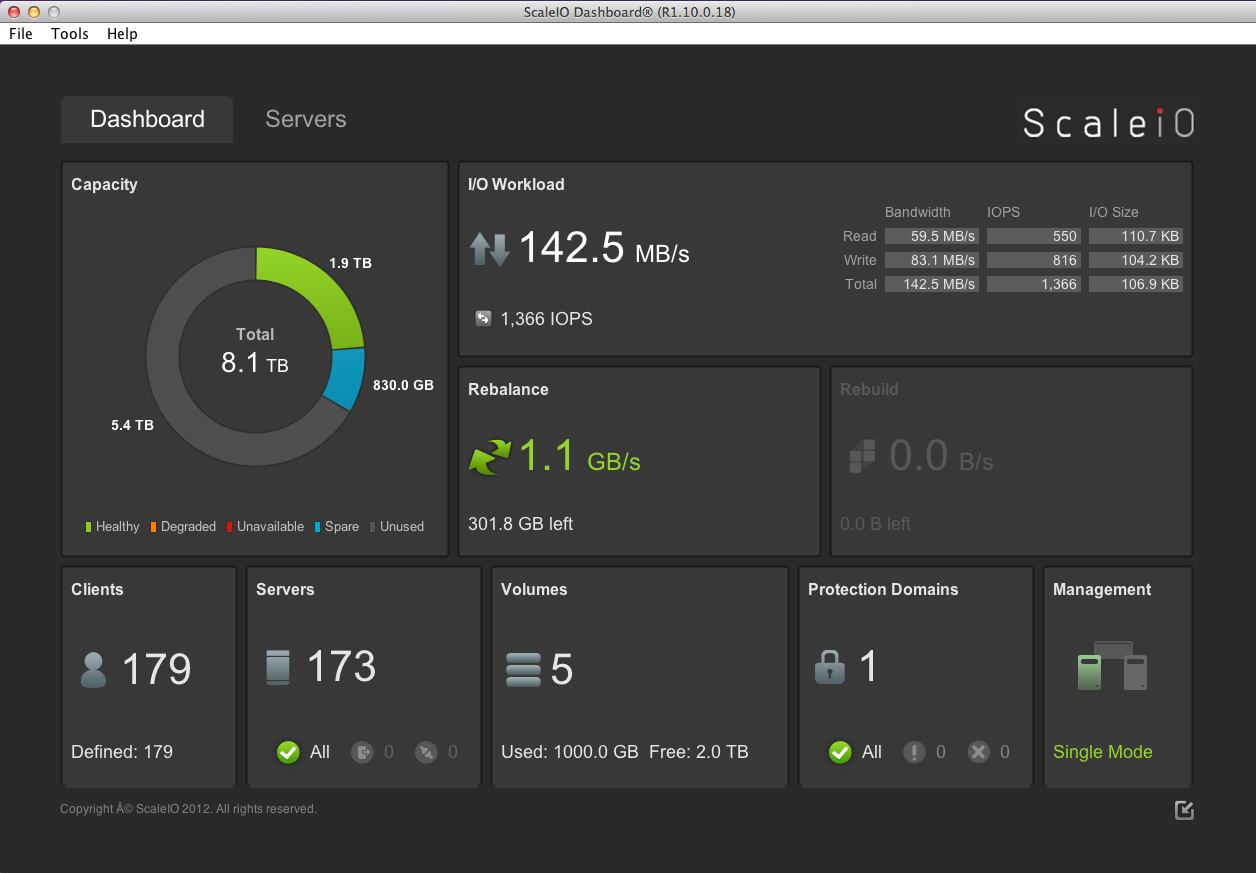 ScaleIO Dashboard® (R1.10.0.18)
File Tools Help
Dashboard Servers
ScaleiO
Capacity
1.9 TB
Total
8.1 TB
830.0 GB
5.4 TB
Healthy Degraded Unavailable Spare Unused
I/O Workload
142.5 MB/s
1,366 IOPS
Bandwidth IOPS I/O Size
Read 59.5 MB/s 550 110.7 KB
Write 83.1 MB/s 816 104.2 KB
Total 142.5 MB/s 1,366 106.9 KB
Rebalance
1.1 GB/s
301.8 GB left
Rebuild
0.0 B/s
0.0 B left
Clients
179
Defined: 179
Servers
173
All 0 0
Volumes
5
Used: 1000.0 GB Free: 2.0 TB
Protection Domains
1
All 0 0
Management
Single Mode
Copyright Â© ScaleIO 2012. All rights reserved.